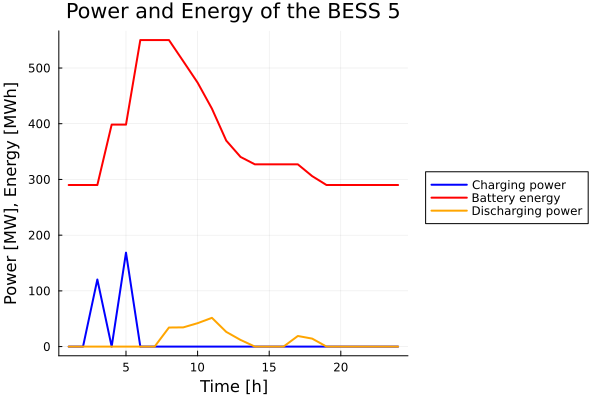 Power and Energy of the BESS 5
Power [MW], Energy [MWh]
500
400
300
200
100
0
5
10
15
20
Time [h]
Charging power
Battery energy
Discharging power